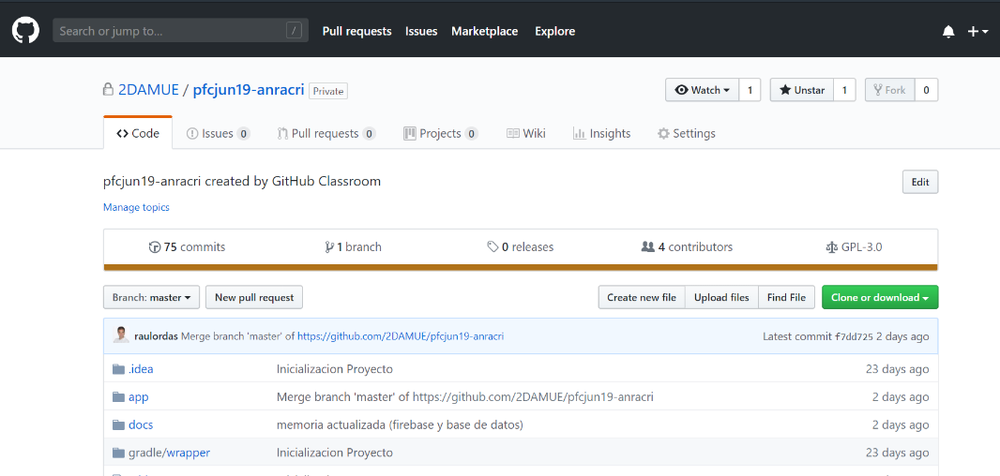 Search or jump to... / Pull requests Issues Marketplace Explore
2DAMUE / pfcjun19-anracri Private Watch 1 Unstar 1 Fork 0
Code Issues 0 Pull requests 0 Projects 0 Wiki Insights Settings
pfcjun19-anracri created by GitHub Classroom Edit
Manage topics
75 commits 1 branch 0 releases 4 contributors GPL-3.0
Branch: master New pull request Create new file Upload files Find File Clone or download
raulordas Merge branch 'master' of https://github.com/2DAMUE/pfcjun19-anracri Latest commit f7dd725 2 days ago
.idea Inicializacion Proyecto 23 days ago
app Merge branch 'master' of https://github.com/2DAMUE/pfcjun19-anracri 2 days ago
docs memoria actualizada (firebase y base de datos) 2 days ago
gradle/wrapper Inicializacion Proyecto 23 days ago